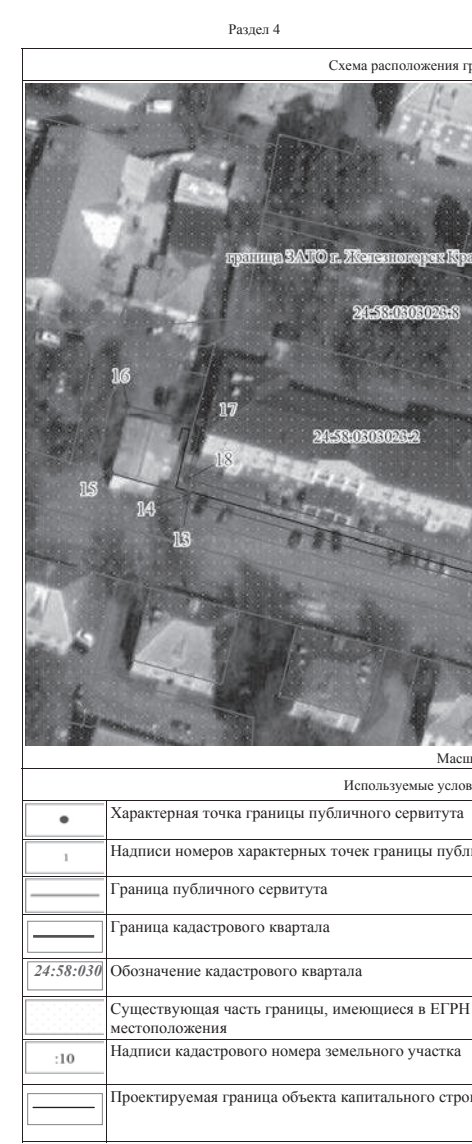 Раздел 4
Схема расположения гр
граница ЗАТО г. Железногорск Кра
24:58:0303023:8
16
17
24:58:0303023:2
18
15
14
13
Масш
Используемые услов
Характерная точка границы публичного сервитута
1 Надписи номеров характерных точек границы публи
Граница публичного сервитута
Граница кадастрового квартала
24:58:030 Обозначение кадастрового квартала
Существующая часть границы, имеющиеся в ЕГРН
местоположения
:10 Надписи кадастрового номера земельного участка
Проектируемая граница объекта капитального строи